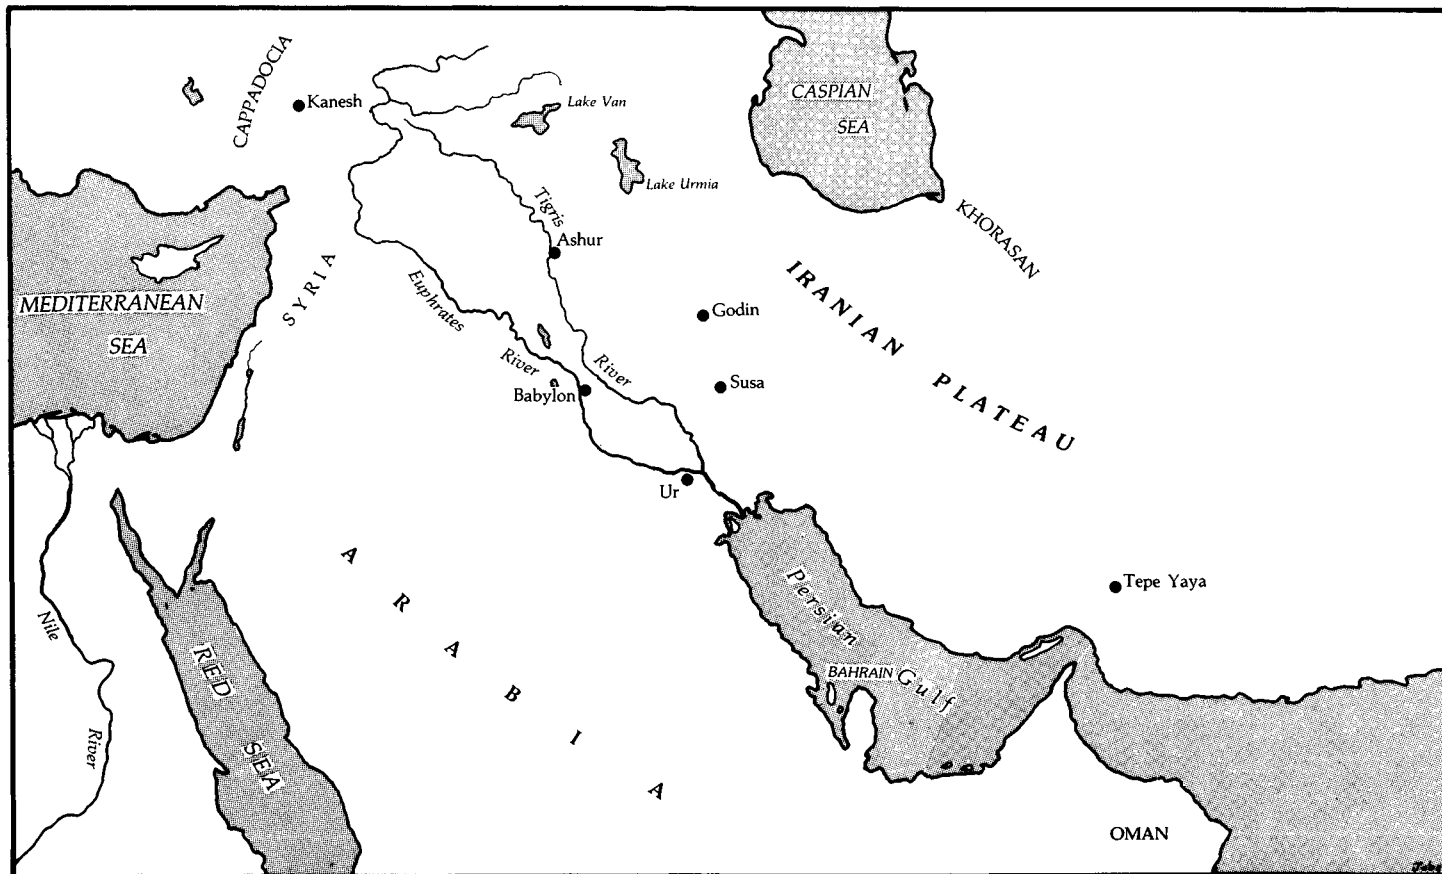 CAPPADOCIA
Kanesh
Lake Van
CASPIAN
SEA
Lake Urmia
KHORASAN
Tigris
Ashur
SYRIA
MEDITERRANEAN
SEA
Euphrates
River
River
Godin
IRANIAN PLATEAU
Susa
Babylon
Ur
ARABIA
Persian
Gulf
Tepe Yaya
BAHRAIN
Nile
River
RED
SEA
OMAN